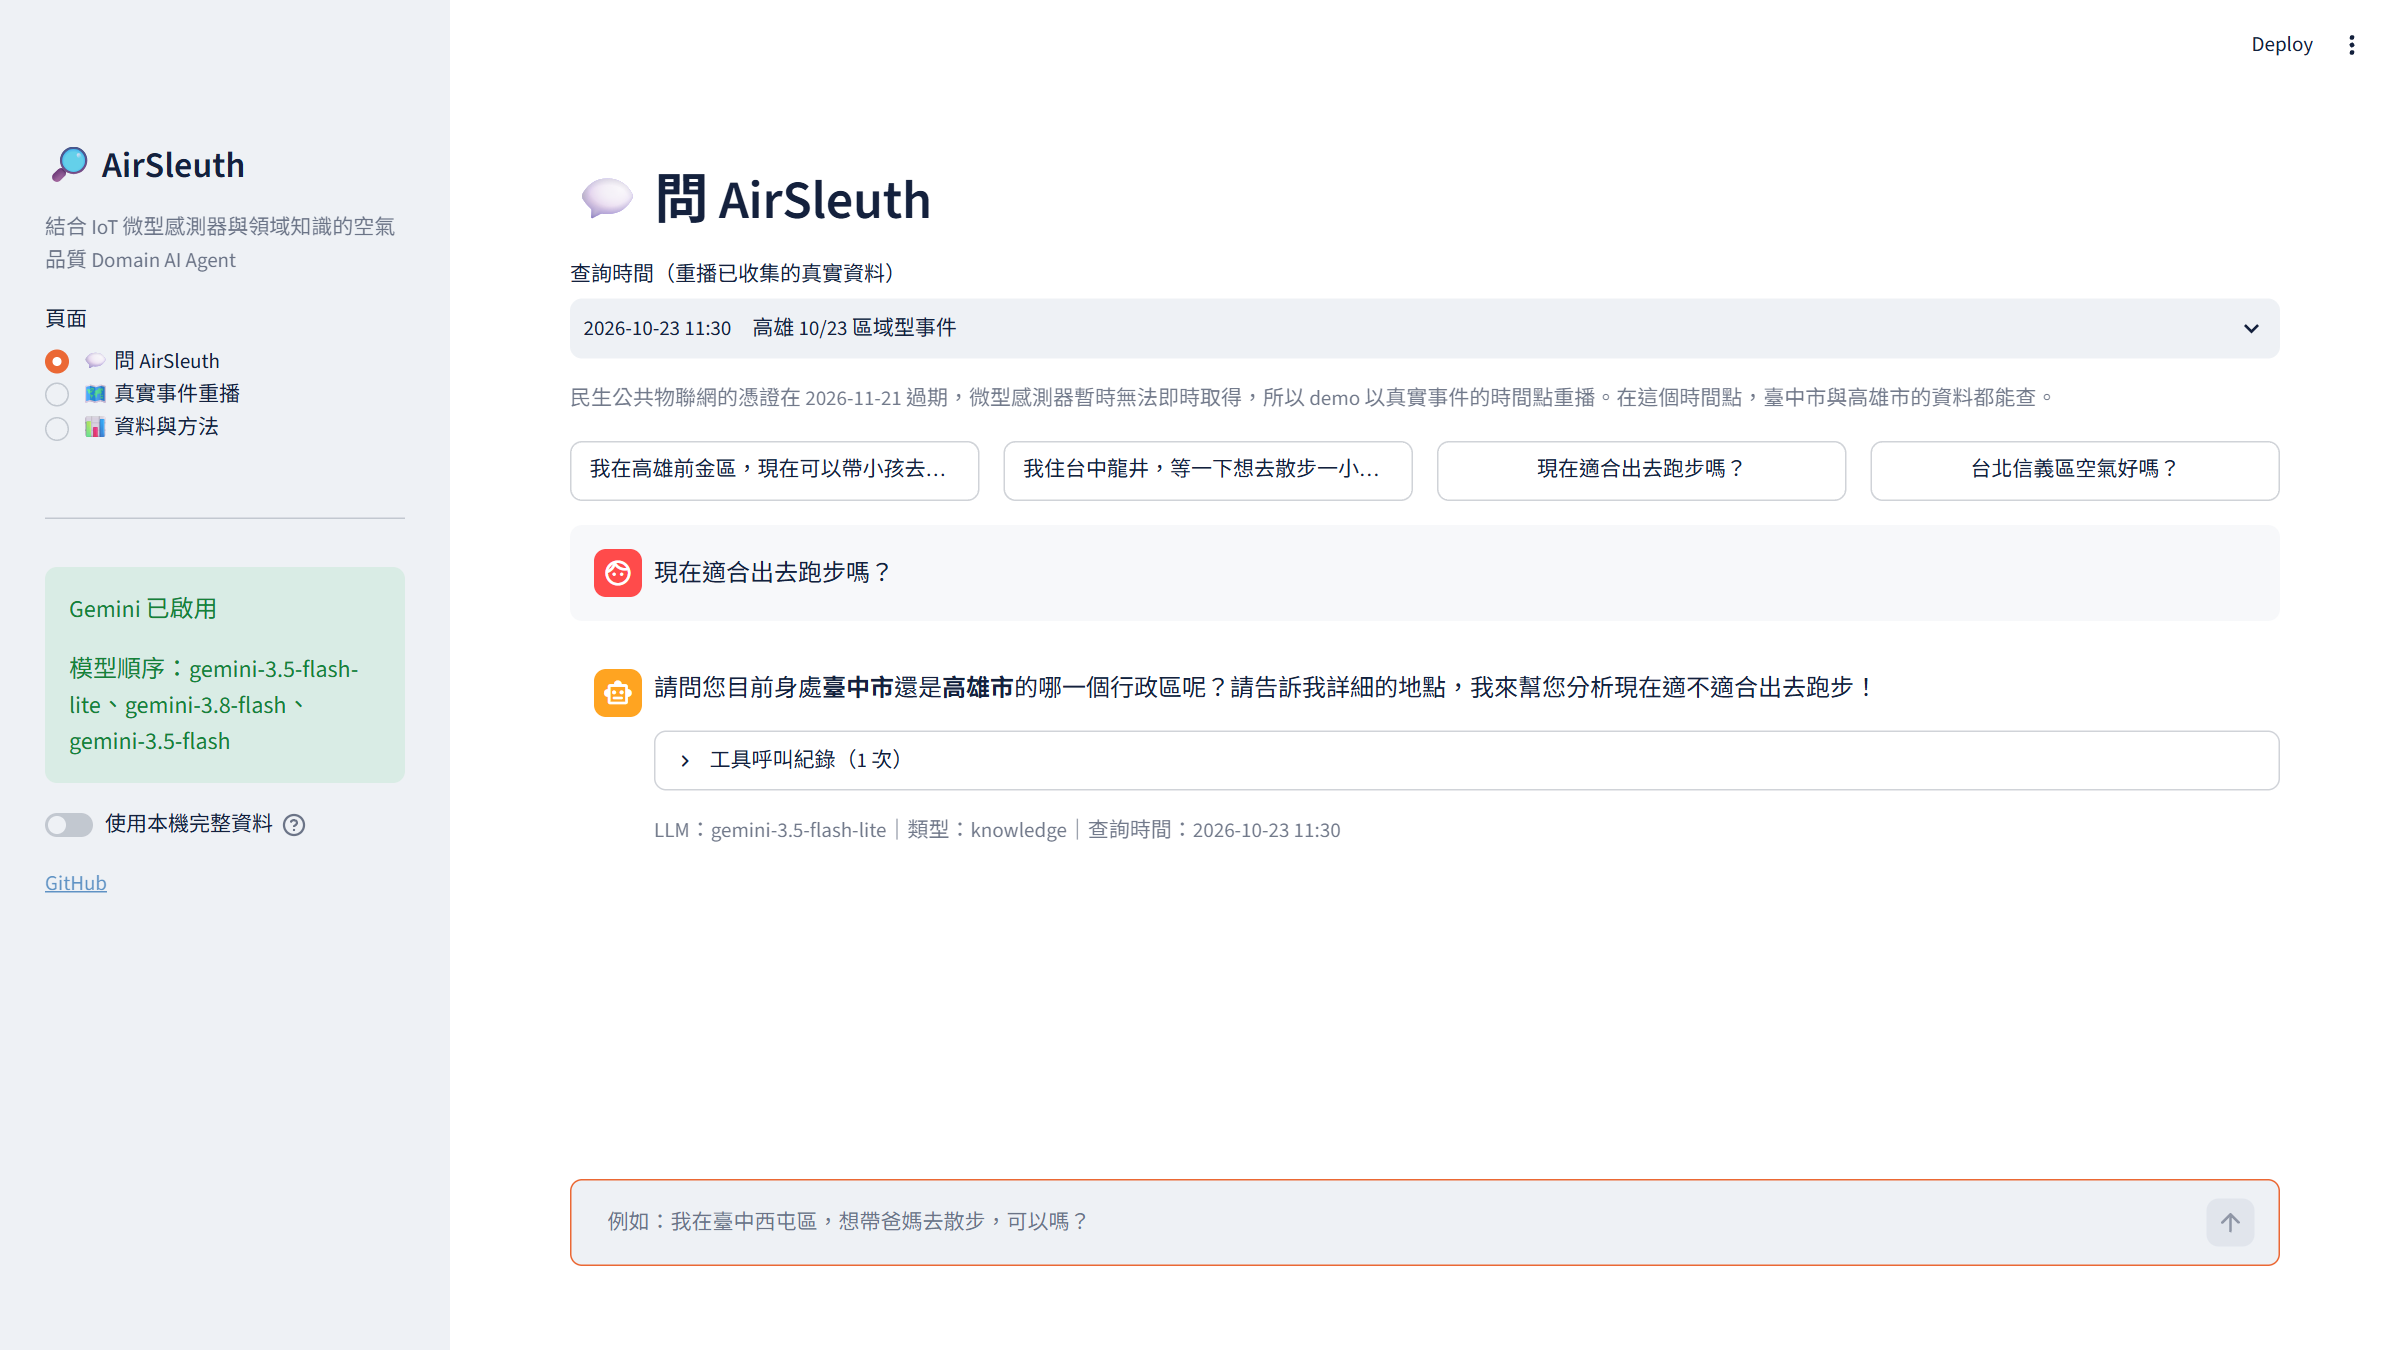 Deploy
AirSleuth
結合 IoT 微型感測器與領域知識的空氣
品質 Domain AI Agent
頁面
問 AirSleuth
真實事件重播
資料與方法
Gemini 已啟用
模型順序：gemini-3.5-flash-
lite、gemini-3.8-flash、
gemini-3.5-flash
使用本機完整資料
GitHub
問 AirSleuth
查詢時間（重播已收集的真實資料）
2026-10-23 11:30 高雄 10/23 區域型事件
民生公共物聯網的憑證在 2026-11-21 過期，微型感測器暫時無法即時取得，所以 demo 以真實事件的時間點重播。在這個時間點，臺中市與高雄市的資料都能查。
我在高雄前金區，現在可以帶小孩去...
我住台中龍井，等一下想去散步一小...
現在適合出去跑步嗎？
台北信義區空氣好嗎？
現在適合出去跑步嗎？
請問您目前身處臺中市還是高雄市的哪一個行政區呢？請告訴我詳細的地點，我來幫您分析現在適不適合出去跑步！
工具呼叫紀錄（1 次）
LLM：gemini-3.5-flash-lite｜類型：knowledge｜查詢時間：2026-10-23 11:30
例如：我在臺中西屯區，想帶爸媽去散步，可以嗎？